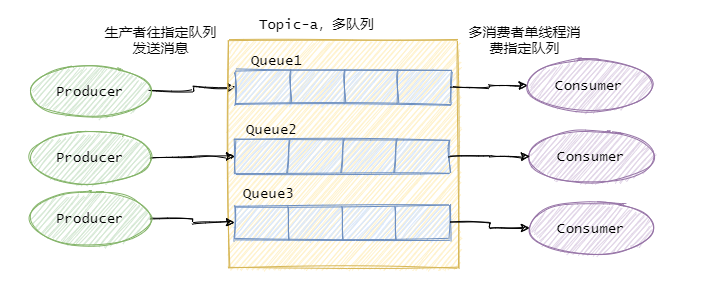 生产者往指定队列
发送消息
Topic-a，多队列
多消费者单线程消
费指定队列
Queue1
Producer
Consumer
Queue2
Producer
Consumer
Queue3
Producer
Consumer